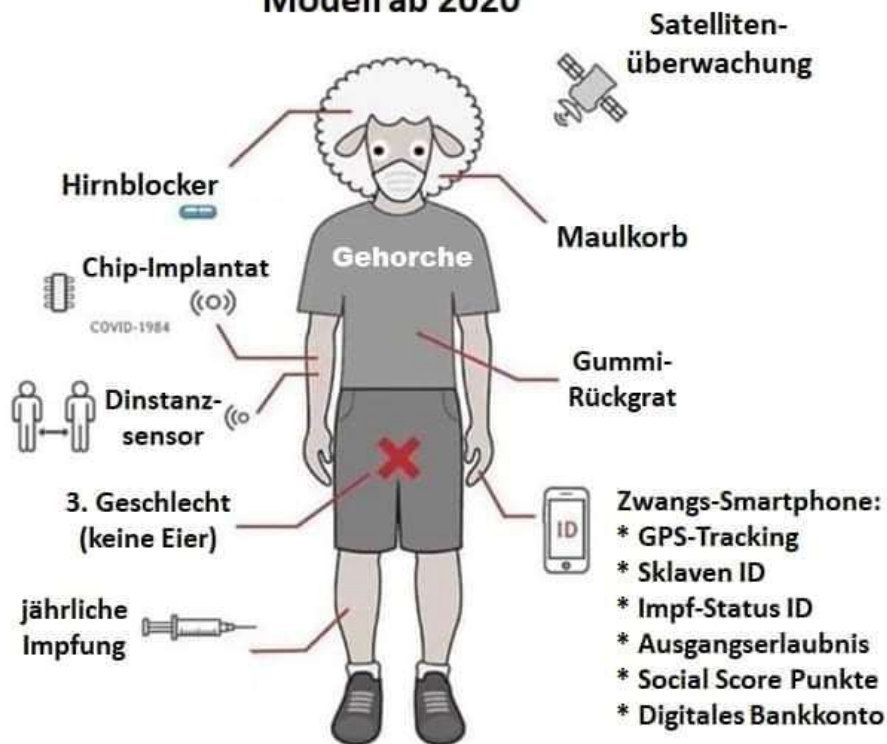 Modell ab 2020
Satelliten-
überwachung
Hirnblocker
Maulkorb
Gehorche
Chip-Implantat
COVID-1984
Gummi-
Rückgrat
Dinstanz-
sensor
3. Geschlecht
(keine Eier)
ID
Zwangs-Smartphone:
* GPS-Tracking
* Sklaven ID
* Impf-Status ID
* Ausgangserlaubnis
* Social Score Punkte
* Digitales Bankkonto
jährliche
Impfung